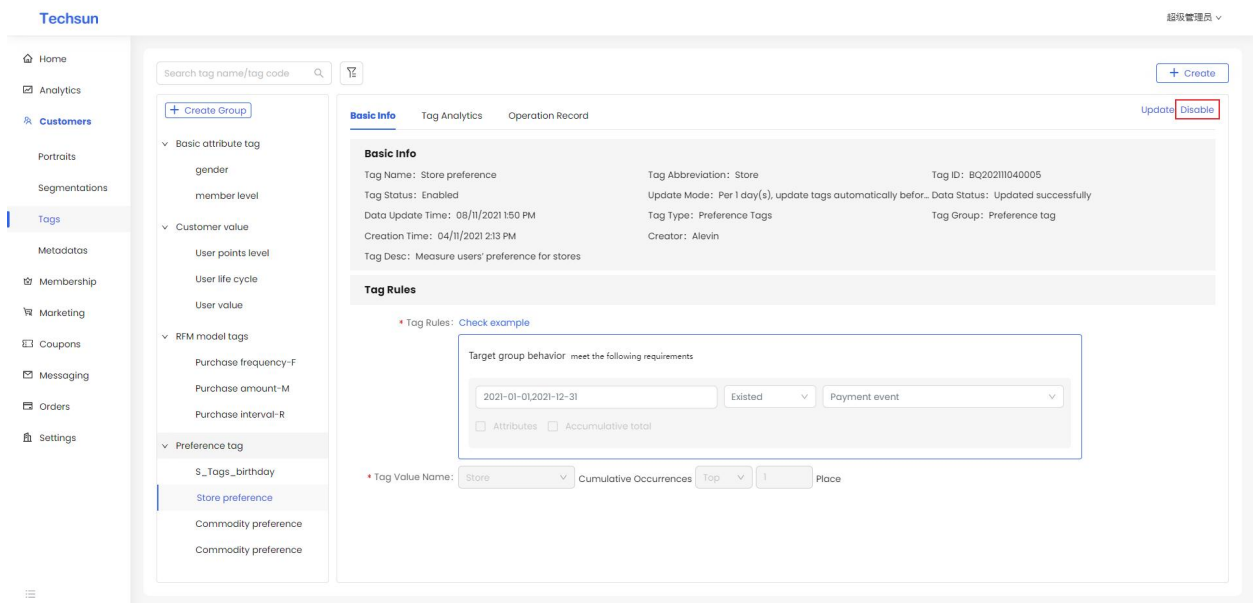 Techsun
超级管理员
Home
Analytics
Customers
Portraits
Segmentations
Tags
Metadatas
Membership
Marketing
Coupons
Messaging
Orders
Settings
Search tag name/tag code
+ Create
+ Create Group
Basic attribute tag
gender
member level
Customer value
User points level
User life cycle
User value
RFM model tags
Purchase frequency-F
Purchase amount-M
Purchase interval-R
Preference tag
S_Tags_birthday
Store preference
Commodity preference
Commodity preference
Basic Info Tag Analytics Operation Record
Update Disable
Basic Info
Tag Name: Store preference Tag Abbreviation: Store Tag ID: BQ202111040005
Tag Status: Enabled Update Mode: Per 1 day(s), update tags automatically befor... Data Status: Updated successfully
Data Update Time: 08/11/2021 1:50 PM Tag Type: Preference Tags Tag Group: Preference tag
Creation Time: 04/11/2021 2:13 PM Creator: Alevin
Tag Desc: Measure users' preference for stores
Tag Rules
* Tag Rules: Check example
Target group behavior meet the following requirements
2021-01-01,2021-12-31 Existed Payment event
Attributes Accumulative total
* Tag Value Name: Store Cumulative Occurrences Top 1 Place